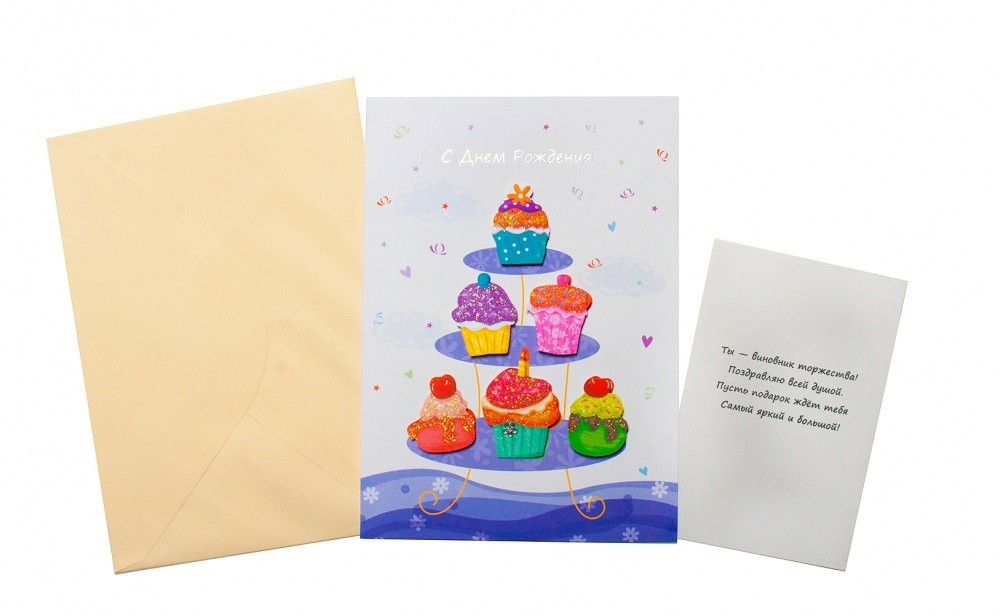 С Днем Рождения!
Ты — виновник торжества!
Поздравляю всей душой.
Пусть подарок ждёт тебя
Самый яркий и большой!